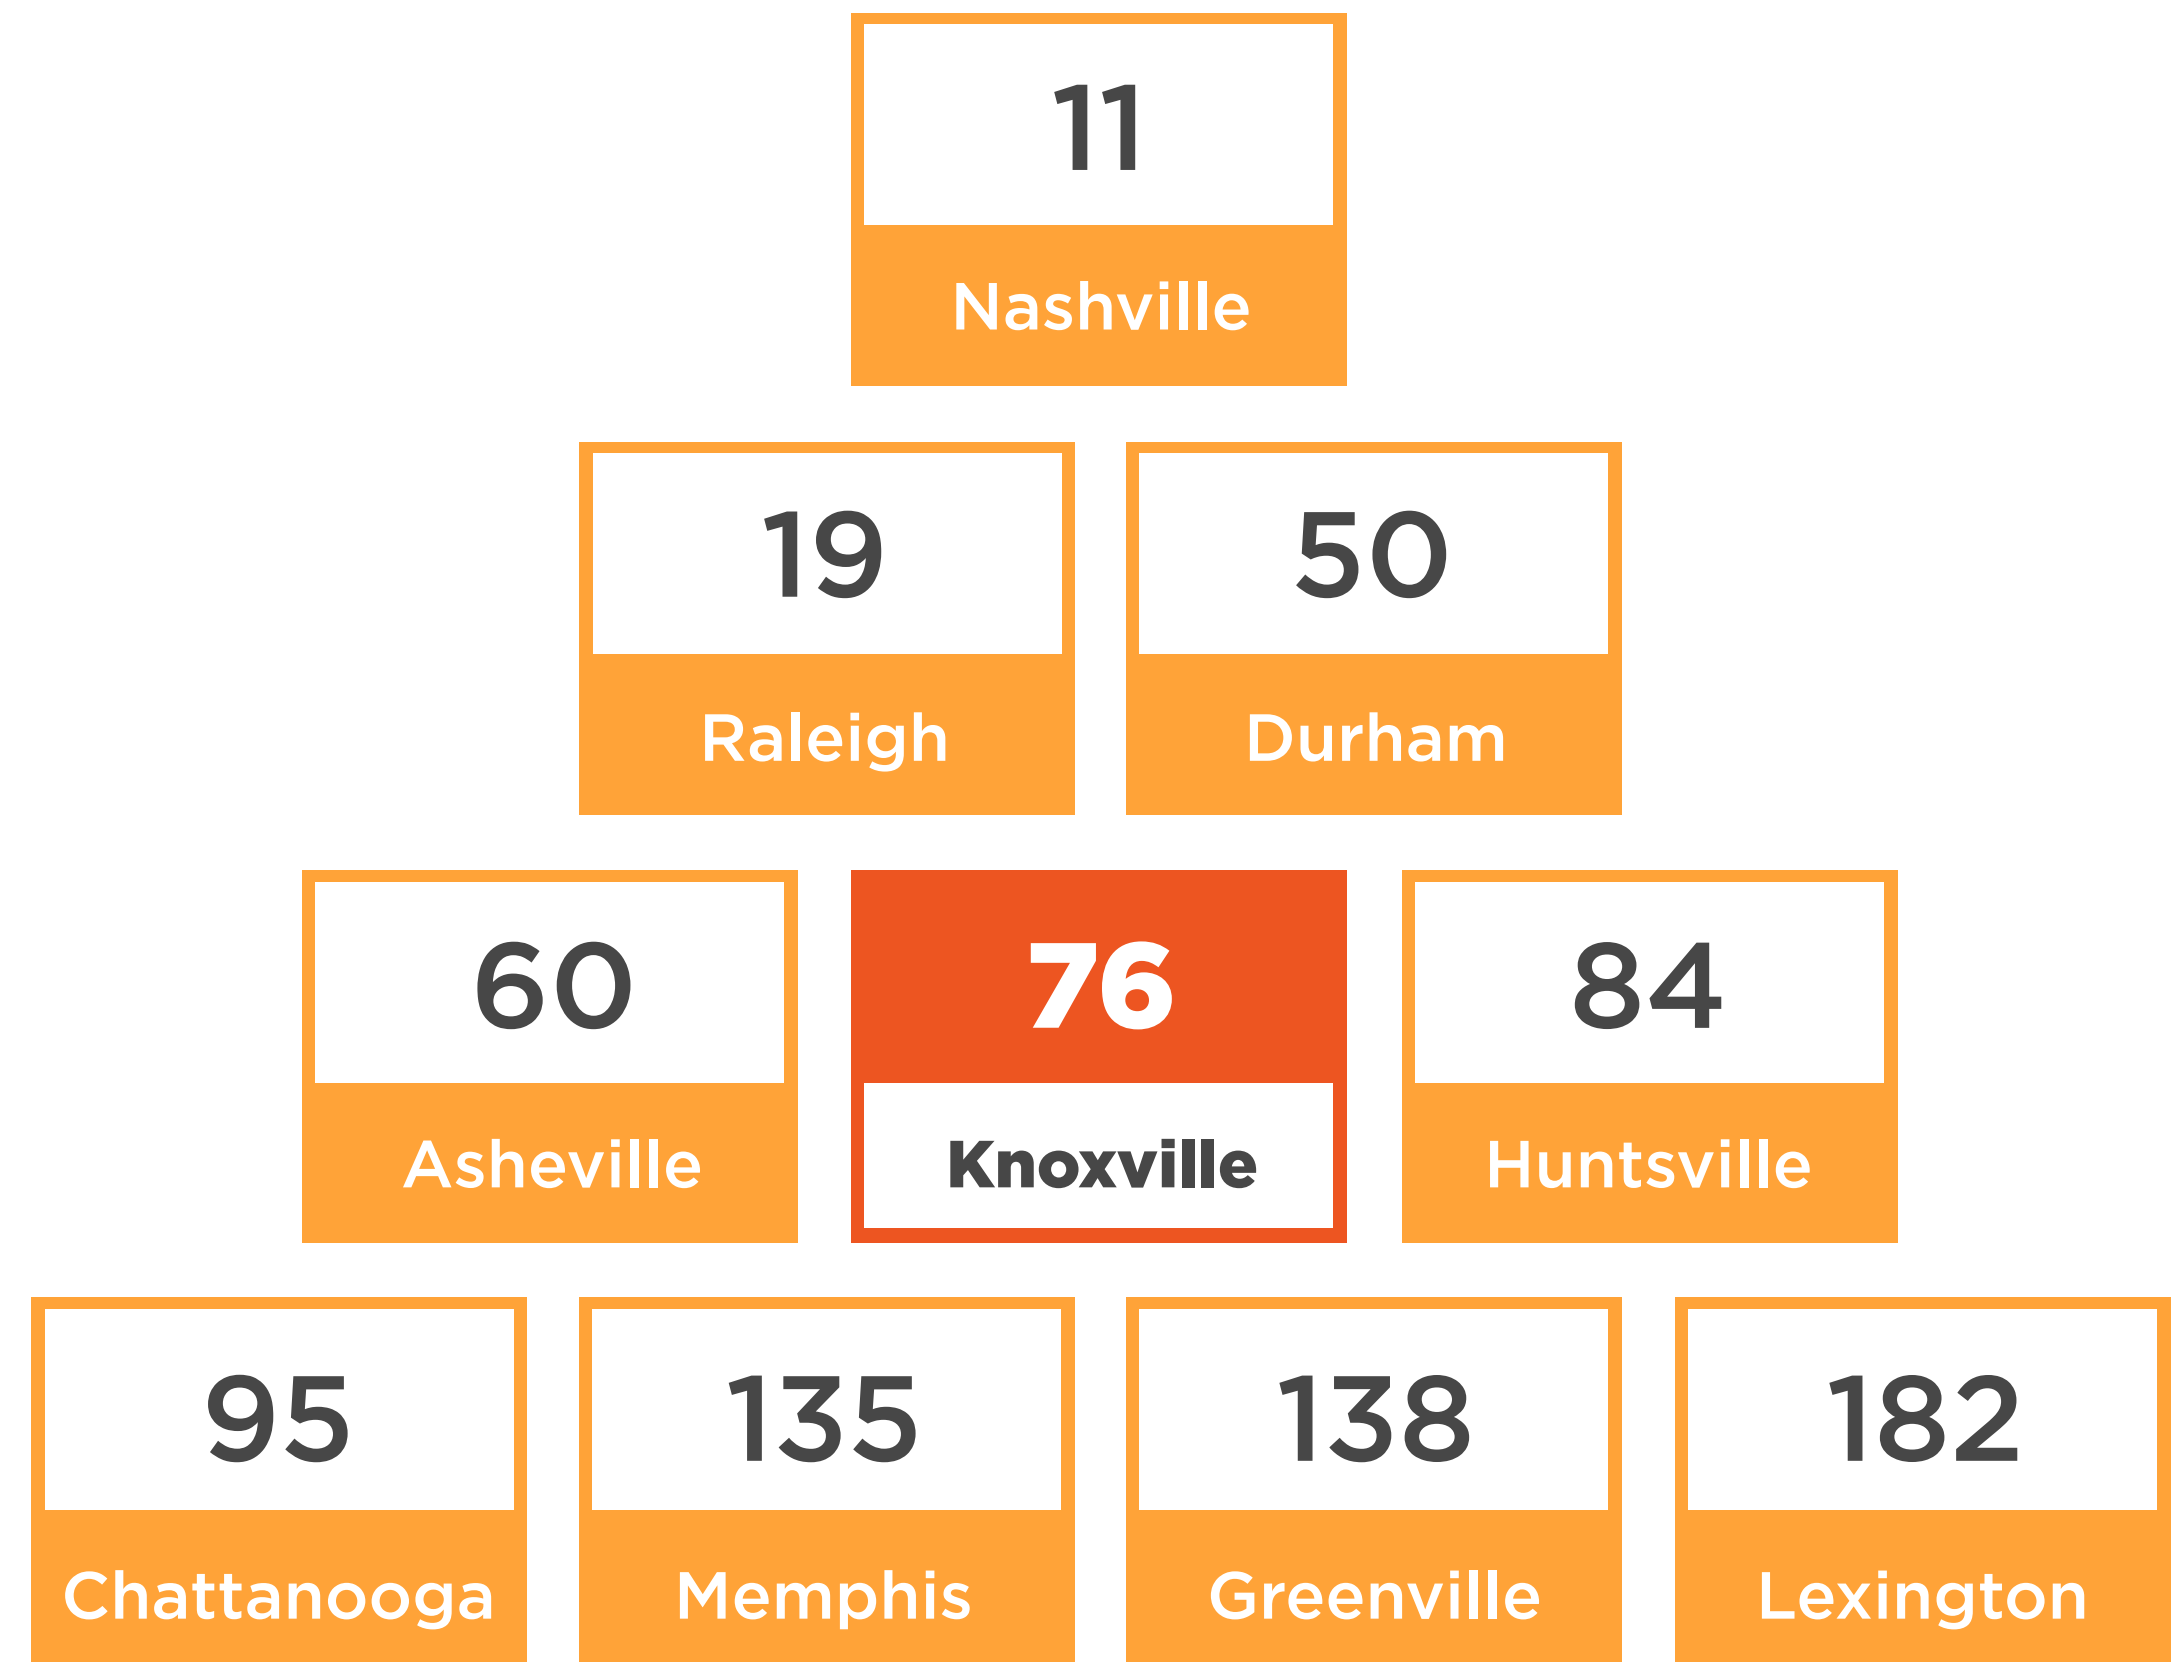 11
Nashville
19
Raleigh
50
Durham
60
Asheville
76
Knoxville
84
Huntsville
95
Chattanooga
135
Memphis
138
Greenville
182
Lexington